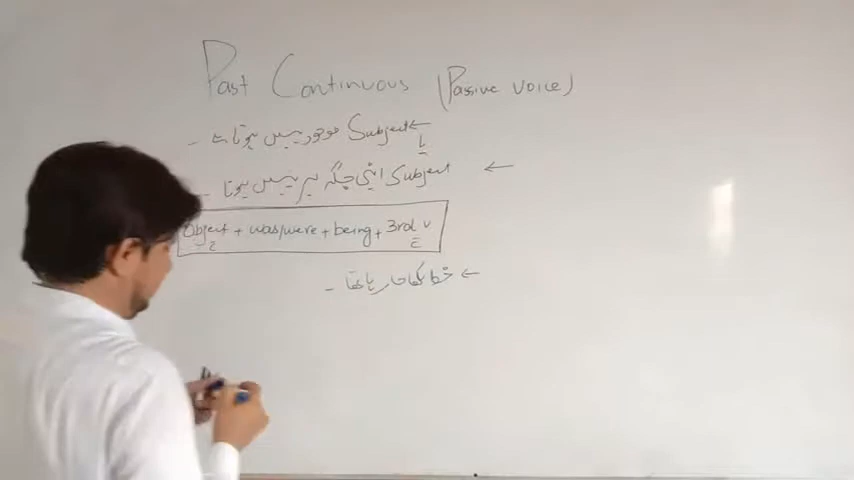 Past Continuous (Passive voice)
← Subject موجود نہیں ہوتا ہے -
یا
← Subject اپنی جگہ پر نہیں ہوتا -
Object + was/were + being + 3rd v
← خط لکھا جا رہا تھا -